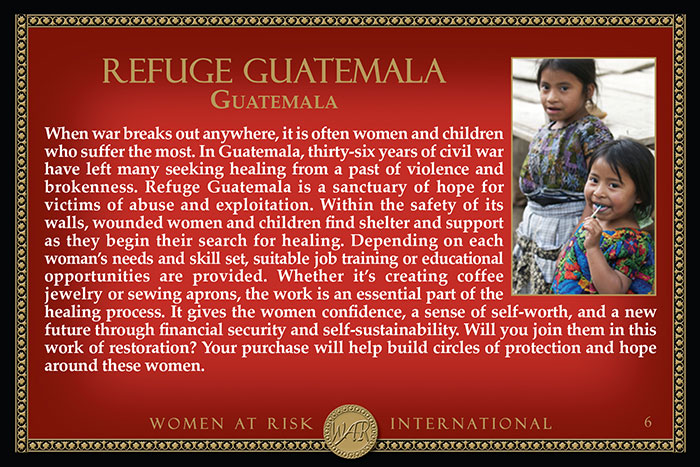 REFUGE GUATEMALA
GUATEMALA
When war breaks out anywhere, it is often women and children
who suffer the most. In Guatemala, thirty-six years of civil war
have left many seeking healing from a past of violence and
brokenness. Refuge Guatemala is a sanctuary of hope for
victims of abuse and exploitation. Within the safety of its
walls, wounded women and children find shelter and support
as they begin their search for healing. Depending on each
woman's needs and skill set, suitable job training or educational
opportunities are provided. Whether it's creating coffee
jewelry or sewing aprons, the work is an essential part of the
healing process. It gives the women confidence, a sense of self-worth, and a new
future through financial security and self-sustainability. Will you join them in this
work of restoration? Your purchase will help build circles of protection and hope
around these women.
WOMEN AT RISK WAR INTERNATIONAL 6